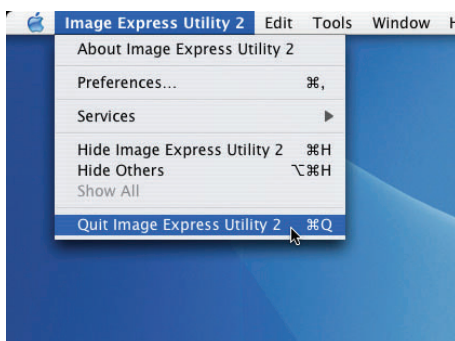 Image Express Utility 2 Edit Tools Window
About Image Express Utility 2
Preferences... ⌘,
Services ▶
Hide Image Express Utility 2 ⌘H
Hide Others ⌥⌘H
Show All
Quit Image Express Utility 2 ⌘Q